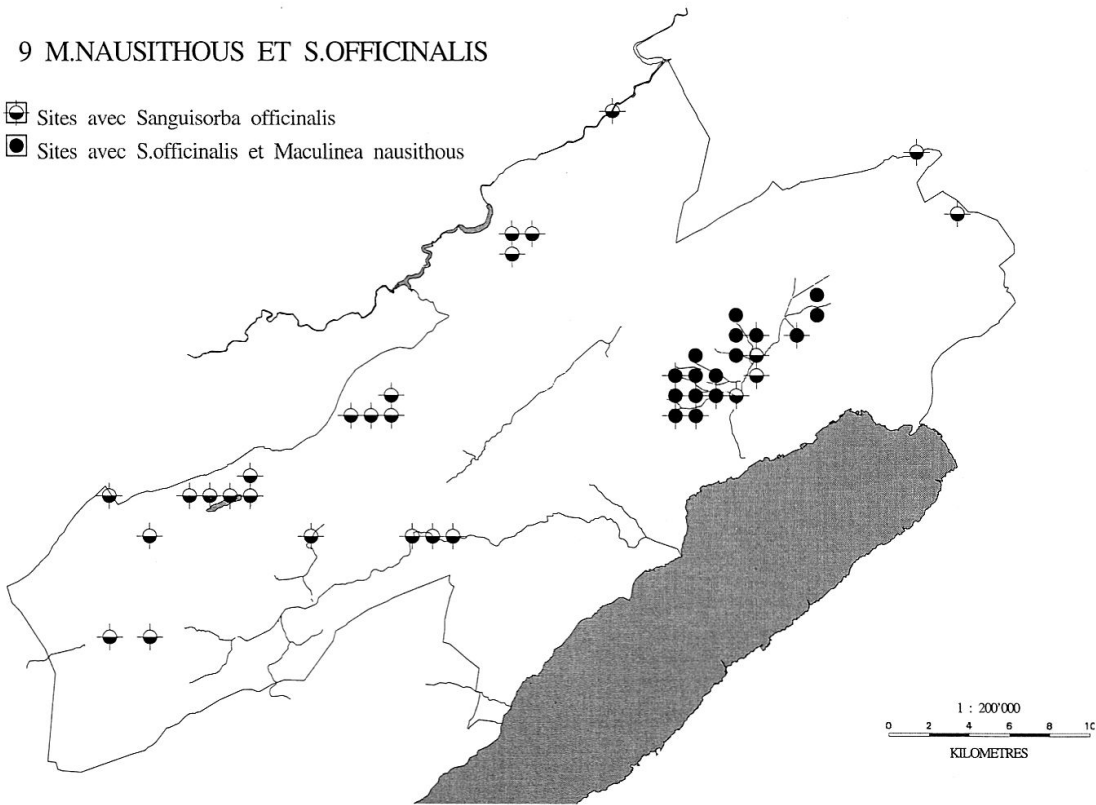 9 M.NAUSITHOUS ET S.OFFICINALIS
Sites avec Sanguisorba officinalis
Sites avec S.officinalis et Maculinea nausithous
1 : 200'000
0 2 4 6 8 10
KILOMETRES